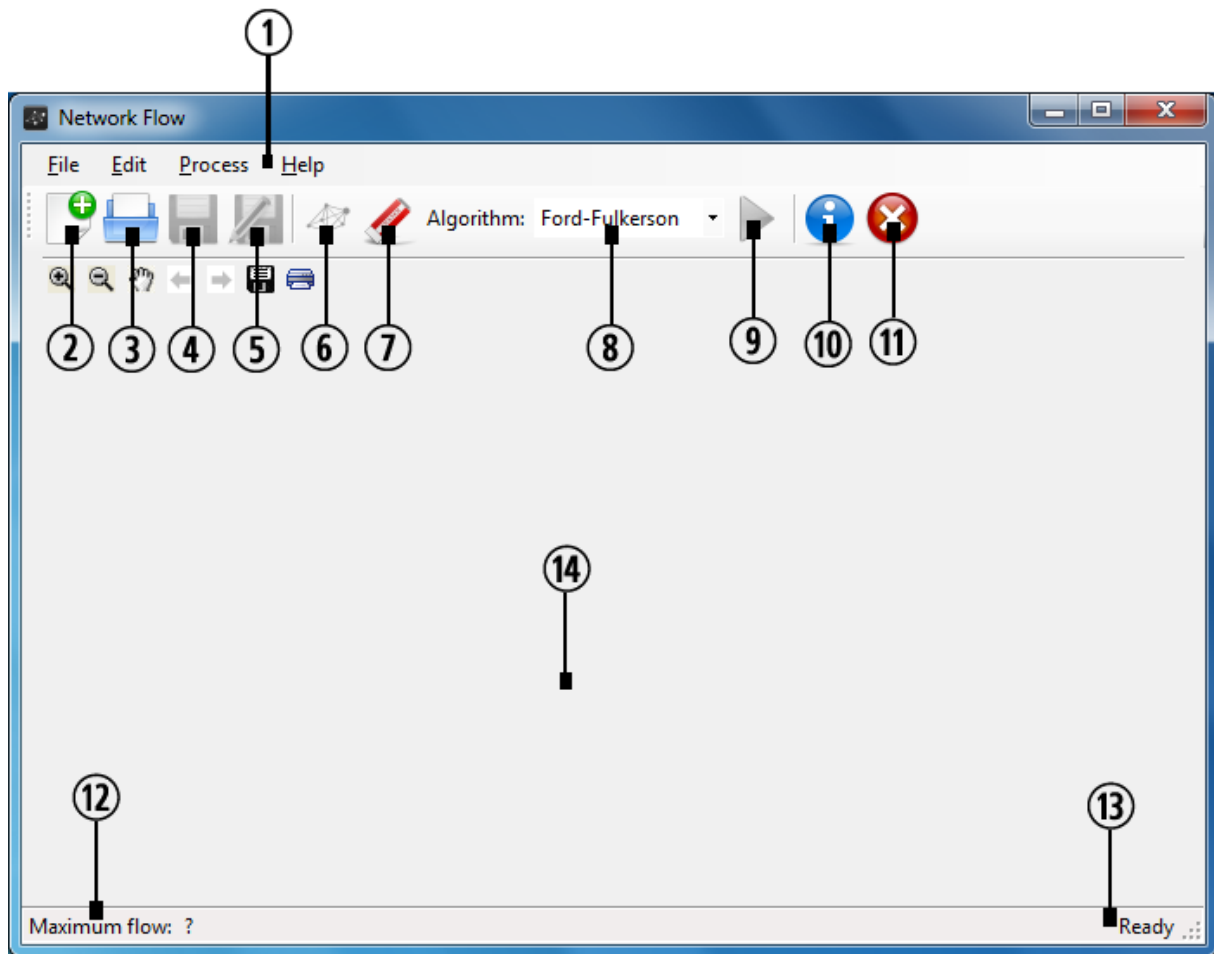 1
Network Flow
File Edit Process Help
Algorithm: Ford-Fulkerson
2 3 4 5 6 7 8 9 10 11
14
12
13
Maximum flow: ?
Ready